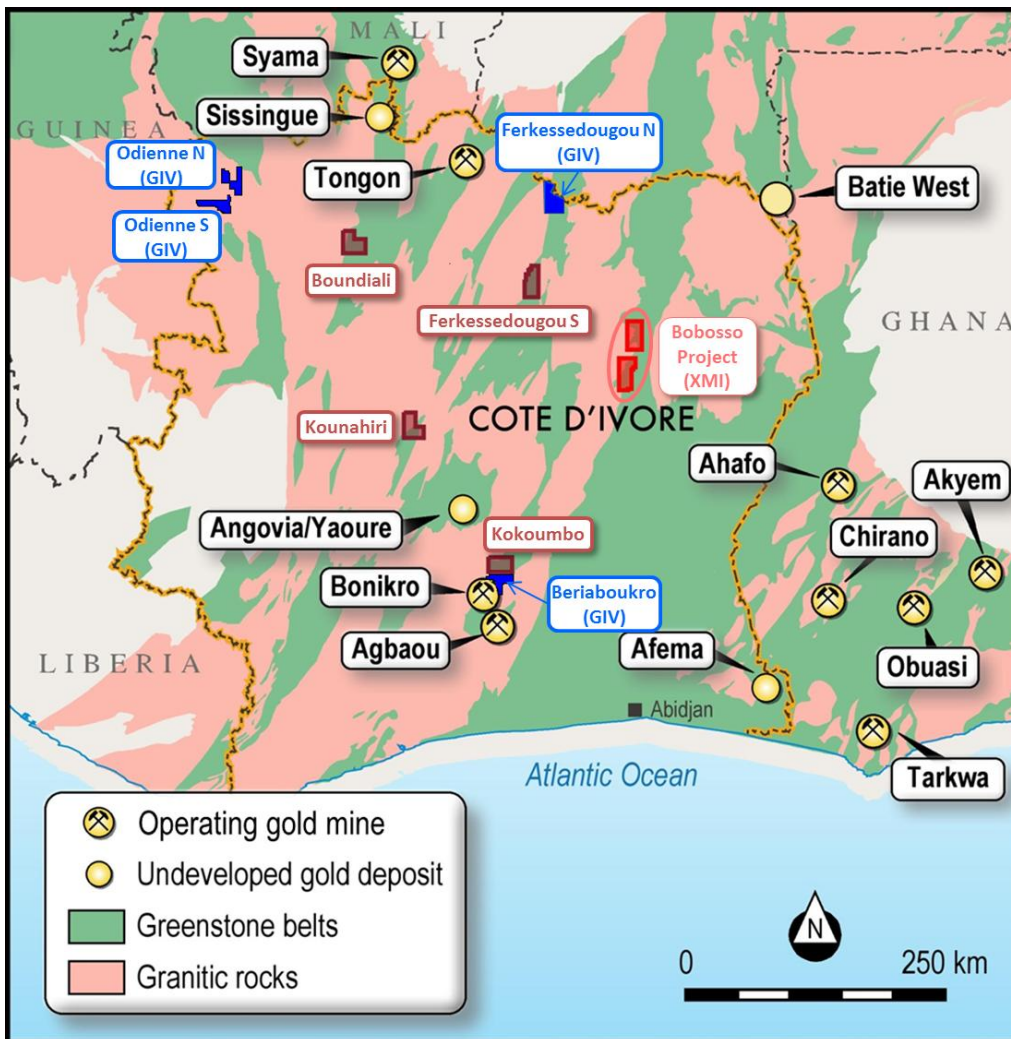 MALI
Syama
Sissingue
GUINEA
Ferkessedougou N
(GIV)
Odienne N
(GIV)
Tongon
Batie West
Odienne S
(GIV)
Boundiali
Ferkessedougou S
GHANA
Bobosso
Project
(XMI)
COTE D'IVORE
Kounahiri
Ahafo
Akyem
Angovia/Yaoure
Kokoumbo
Chirano
Bonikro
Beriaboukro
(GIV)
Agbaou
Afema
LIBERIA
Obuasi
Abidjan
Tarkwa
Atlantic Ocean
Operating gold mine
Undeveloped gold deposit
Greenstone belts
Granitic rocks
N
0 250 km